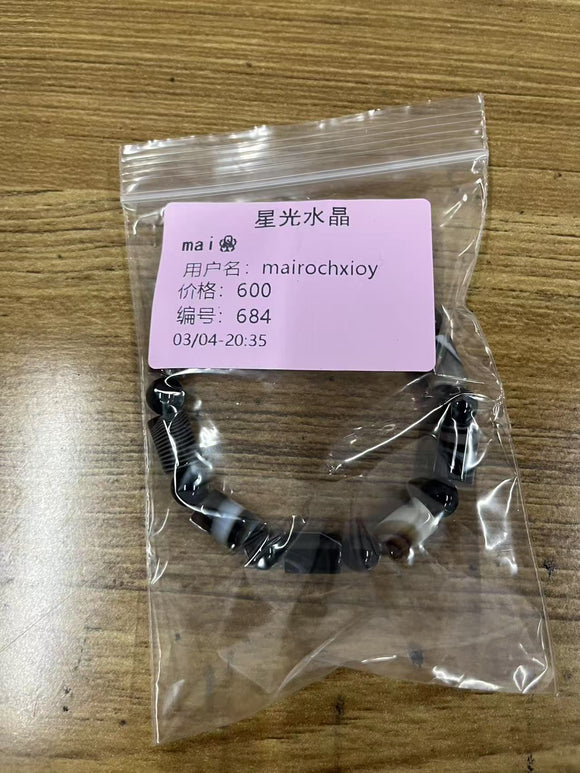 星光水晶
mai🌸
用户名：mairochxioy
价格：600
编号：684
03/04-20:35